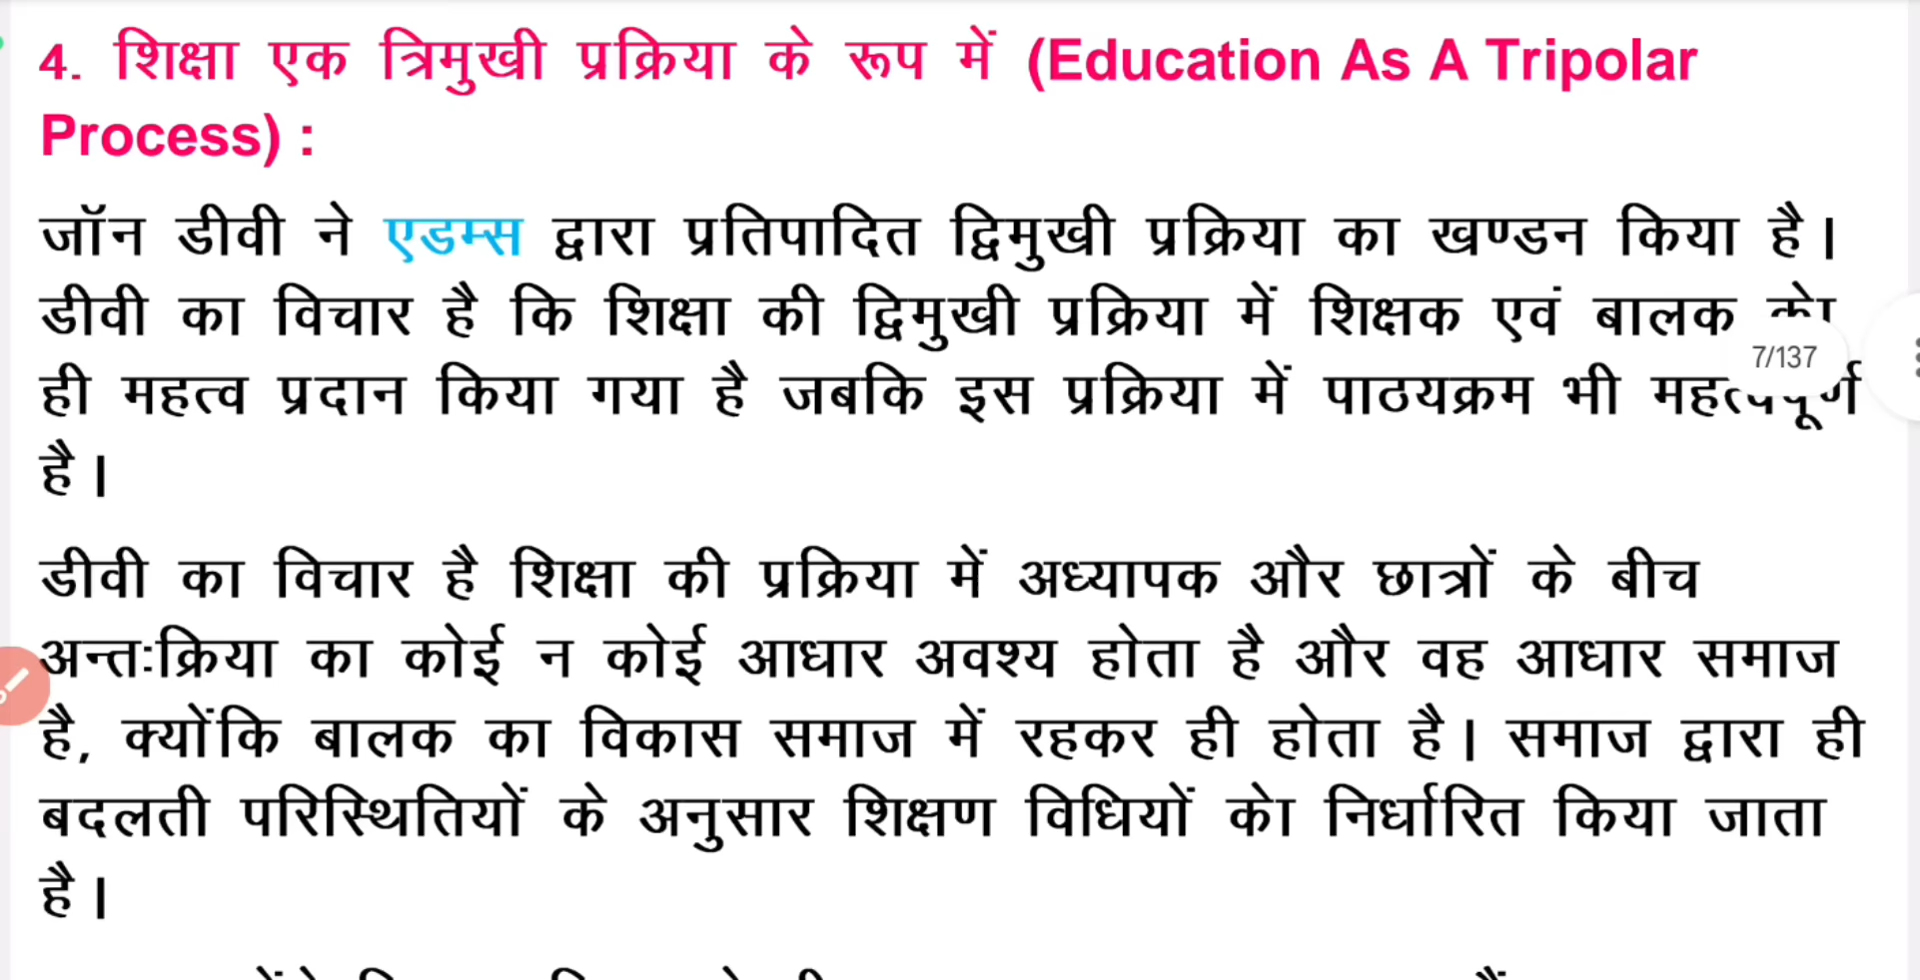 4. शिक्षा एक त्रिमुखी प्रक्रिया के रूप में (Education As A Tripolar
Process) :
जॉन डीवी ने एडम्स द्वारा प्रतिपादित द्विमुखी प्रक्रिया का खण्डन किया है।
डीवी का विचार है कि शिक्षा की द्विमुखी प्रक्रिया में शिक्षक एवं बालक को
7/137
ही महत्व प्रदान किया गया है जबकि इस प्रक्रिया में पाठयक्रम भी महत्वपूर्ण
है।
डीवी का विचार है शिक्षा की प्रक्रिया में अध्यापक और छात्रों के बीच
अन्तःक्रिया का कोई न कोई आधार अवश्य होता है और वह आधार समाज
है, क्योंकि बालक का विकास समाज में रहकर ही होता है। समाज द्वारा ही
बदलती परिस्थितियों के अनुसार शिक्षण विधियों को निर्धारित किया जाता
है।